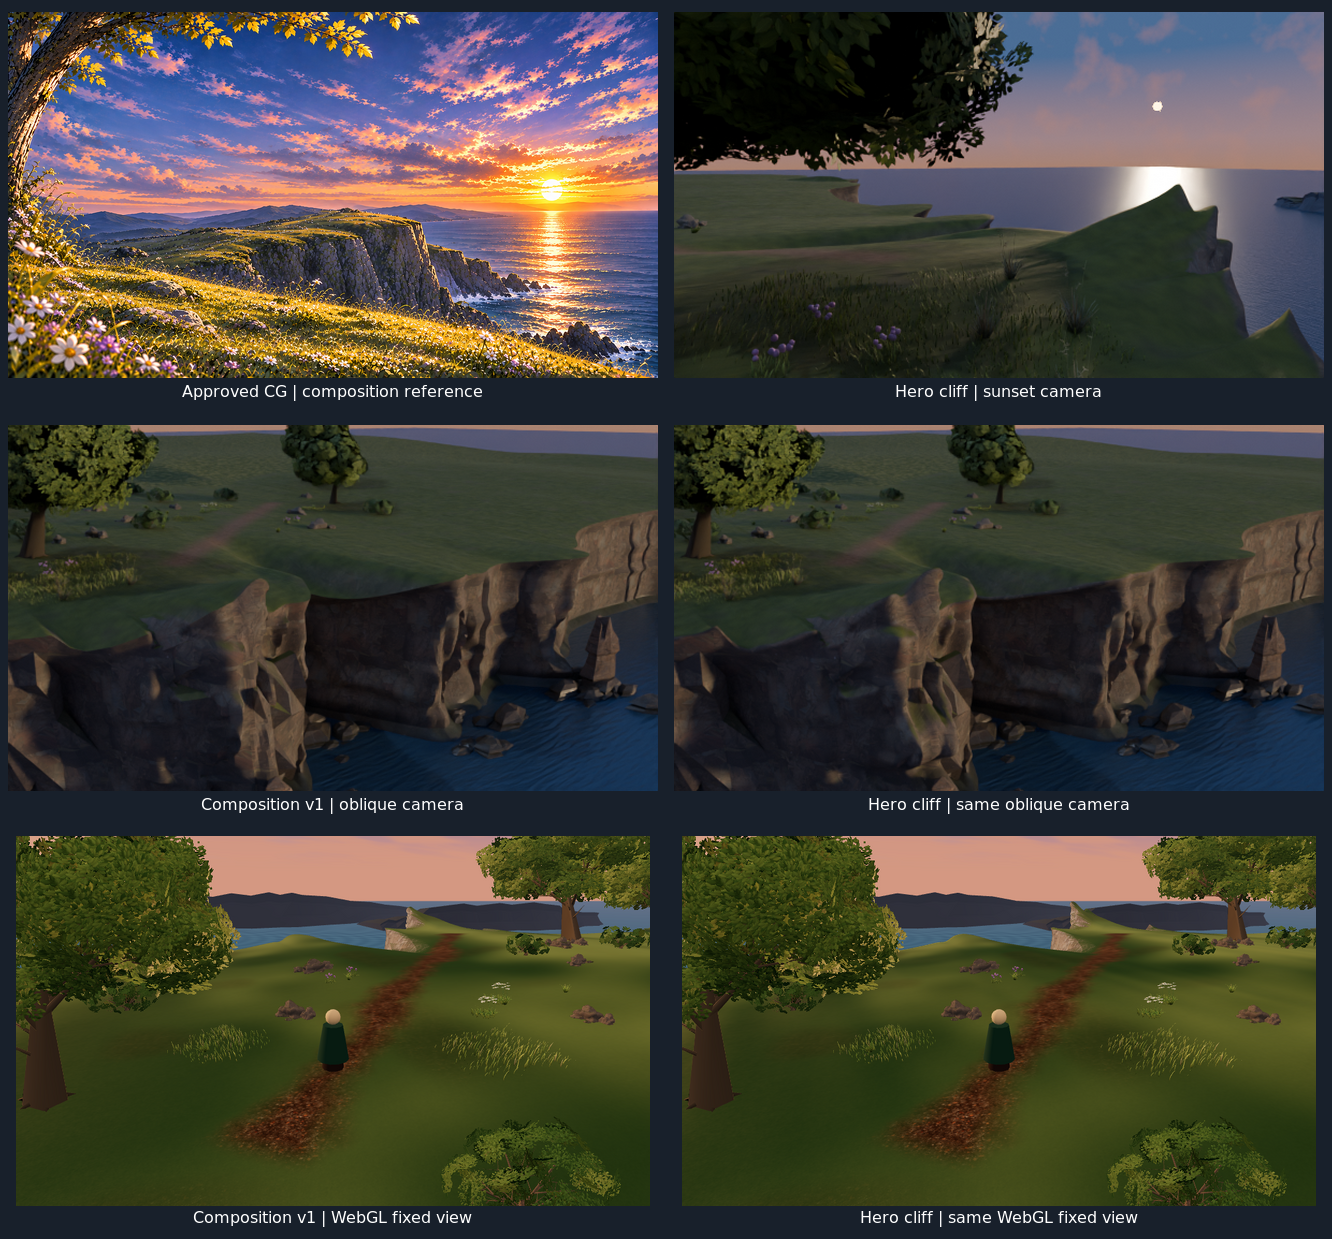 Approved CG | composition reference
Hero cliff | sunset camera
Composition v1 | oblique camera
Hero cliff | same oblique camera
Composition v1 | WebGL fixed view
Hero cliff | same WebGL fixed view